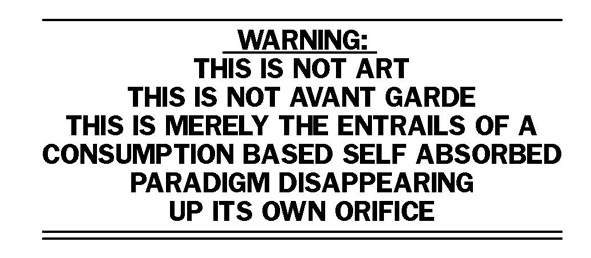 WARNING:
THIS IS NOT ART
THIS IS NOT AVANT GARDE
THIS IS MERELY THE ENTRAILS OF A
CONSUMPTION BASED SELF ABSORBED
PARADIGM DISAPPEARING
UP ITS OWN ORIFICE